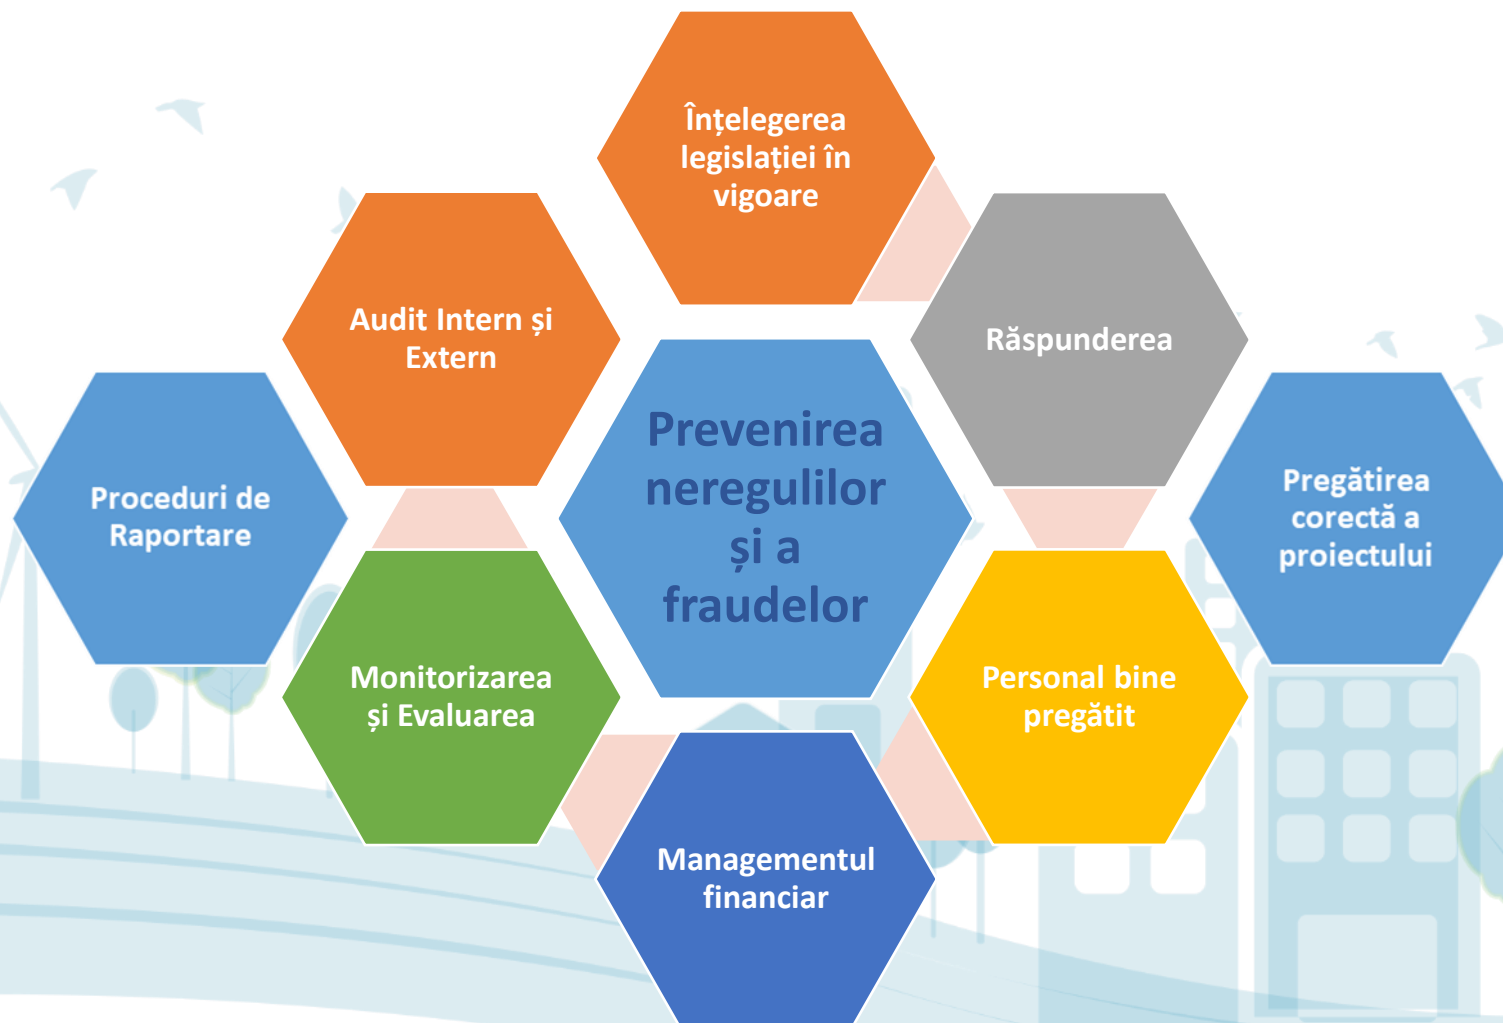 Înțelegerea
legislației în
vigoare
Audit Intern și
Extern
Răspunderea
Proceduri de
Raportare
Prevenirea
neregulilor
și a
fraudelor
Pregătirea
corectă a
proiectului
Monitorizarea
și Evaluarea
Personal bine
pregătit
Managementul
financiar